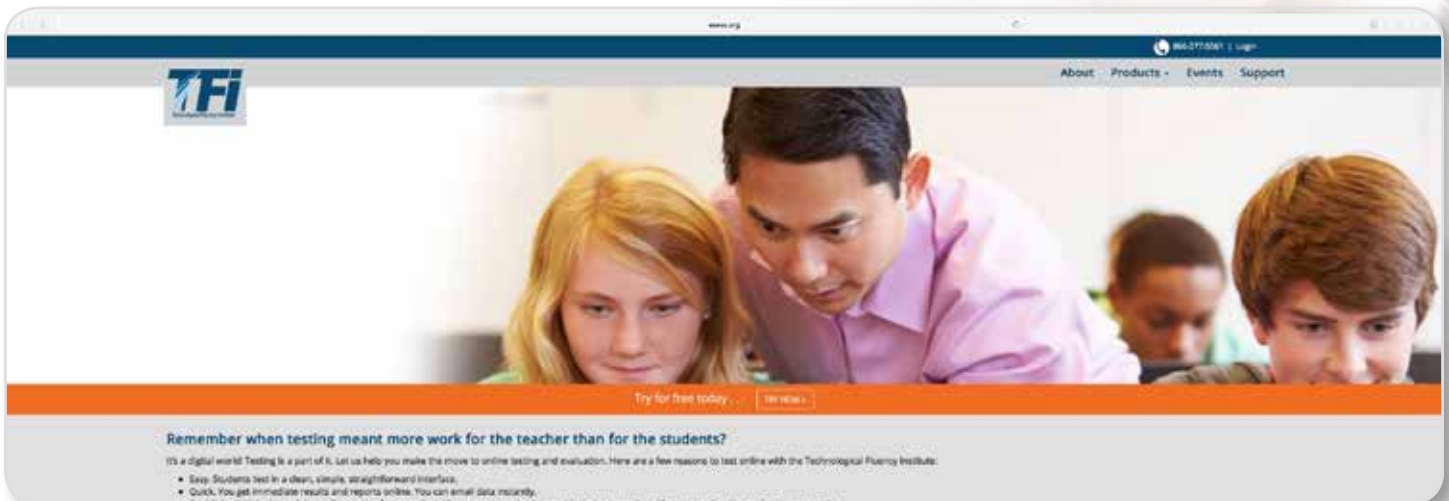 Login
About Products Events Support
TFi
Try for free today . . . TRY NOW »
Remember when testing meant more work for the teacher than for the students?
It's a digital world! Testing is a part of it. Let us help you make the move to online testing and evaluation. Here are a few reasons to test online with the Technological Fluency Institute:
• Easy. Students test in a clean, simple, straightforward interface.
• Quick. You get immediate results and reports online. You can email data instantly.